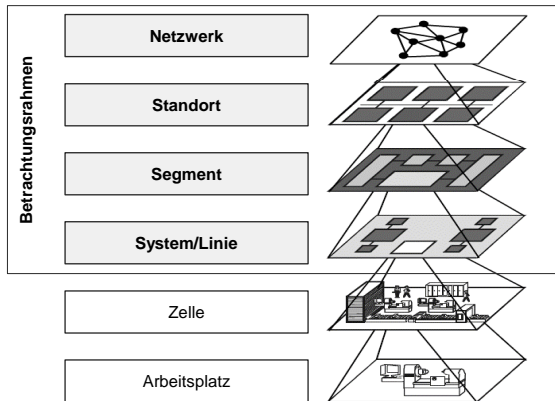 Betrachtungsrahmen
Netzwerk
Standort
Segment
System/Linie
Zelle
Arbeitsplatz